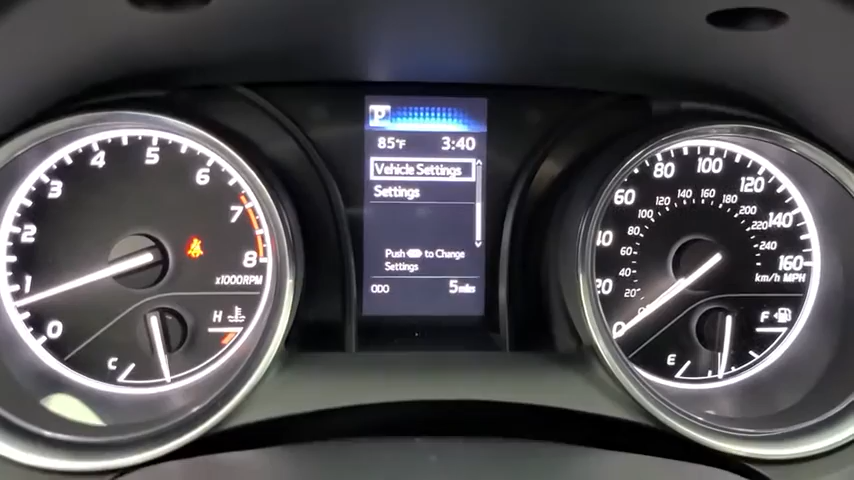 0
1
2
3
4
5
6
7
8
x1000RPM
C
H
P
85°F 3:40
Vehicle Settings
Settings
Push to Change
Settings
ODO 5 miles
0
20
40
60
80
100
120
140
160
km/h MPH
20
40
60
80
100
120
140
160
180
200
220
240
E
F